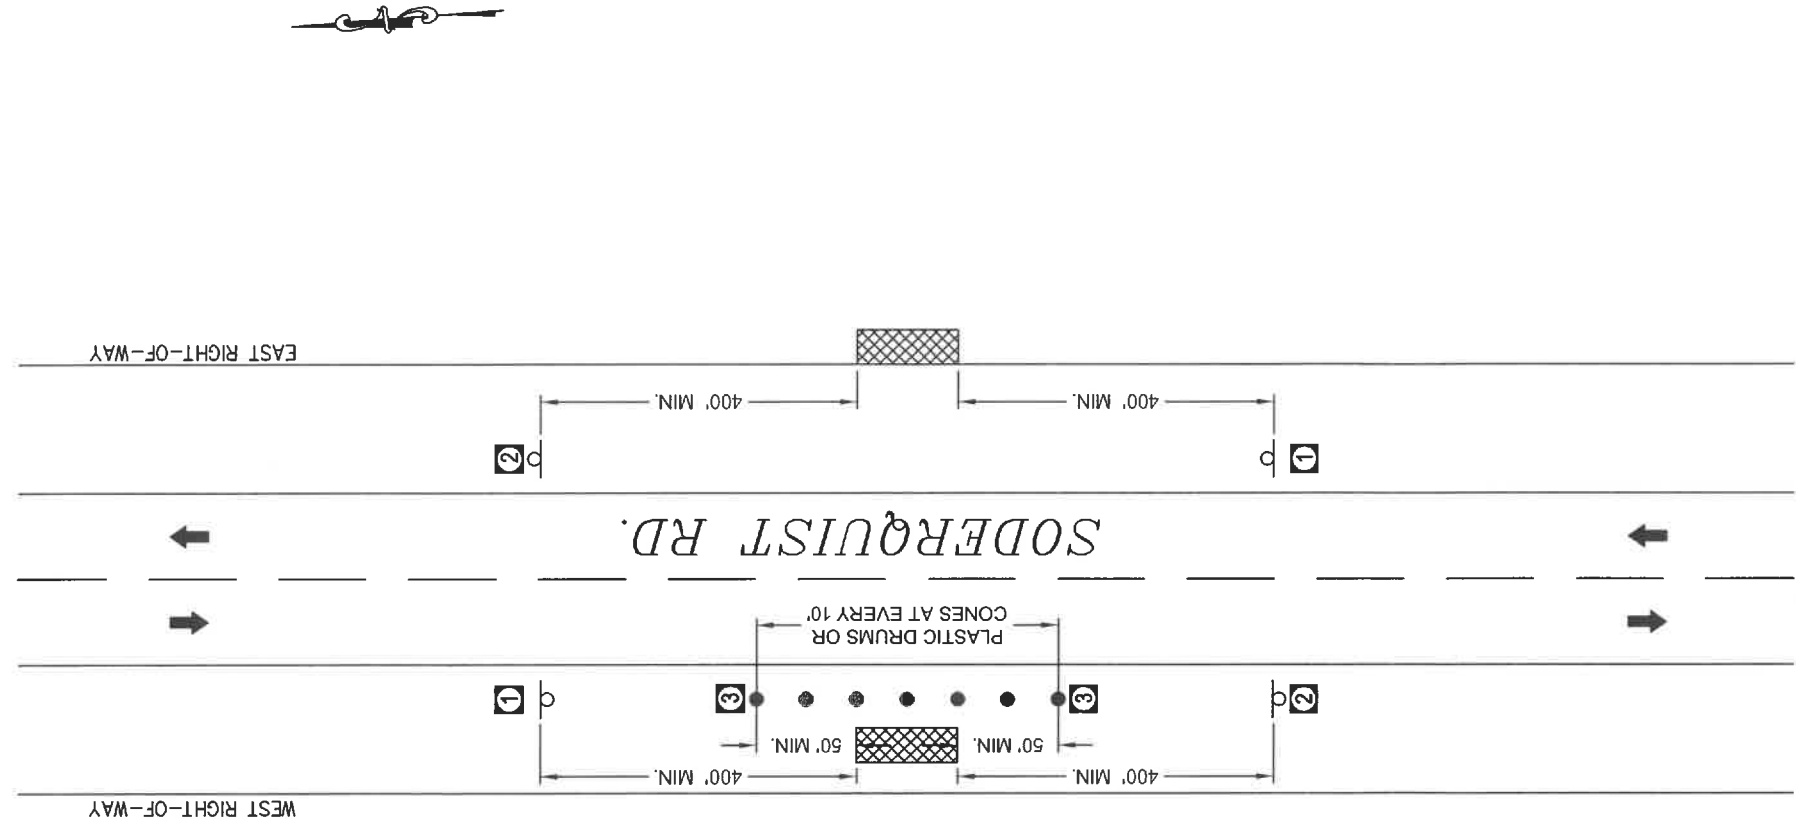 WEST RIGHT-OF-WAY
400' MIN.
400' MIN.
50' MIN.
50' MIN.
2
3
3
1
PLASTIC DRUMS OR
CONES AT EVERY 10'
SODERQUIST RD.
1
2
400' MIN.
400' MIN.
EAST RIGHT-OF-WAY
N